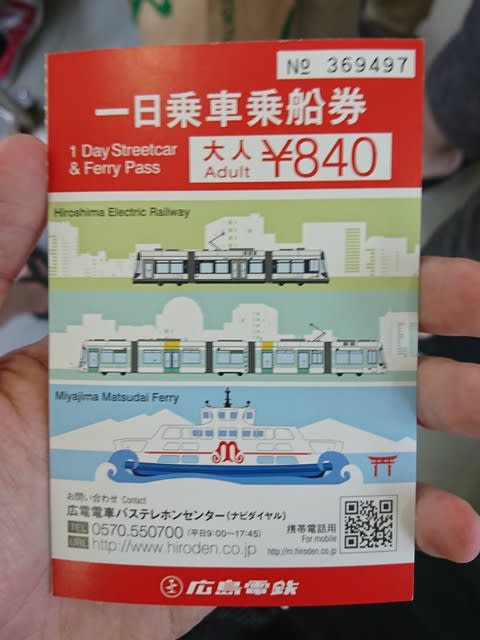 № 369497
一日乗車乗船券
1 Day Streetcar
& Ferry Pass
大人
Adult
¥840
Hiroshima Electric Railway
Miyajima Matsudai Ferry
お問い合わせ Contact
広電電車バステレホンセンター(ナビダイヤル)
TEL 0570.550700 (平日9:00〜17:45)
URL http://www.hiroden.co.jp
携帯電話用
For mobile
http://m.hiroden.co.jp
広島電鉄